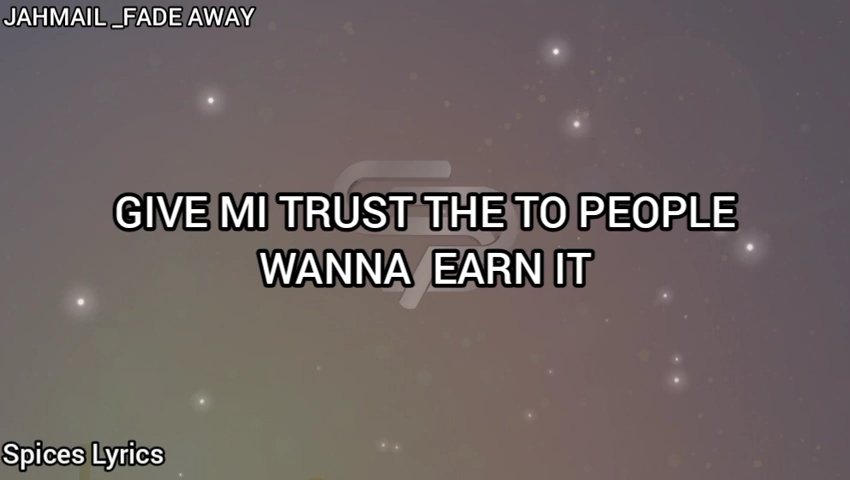 JAHMAIL _FADE AWAY
GIVE MI TRUST THE TO PEOPLE
WANNA  EARN IT
Spices Lyrics